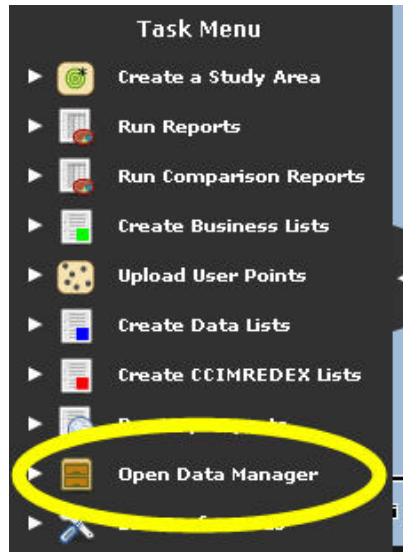 Task Menu
Create a Study Area
Run Reports
Run Comparison Reports
Create Business Lists
Upload User Points
Create Data Lists
Create CCIMREDEX Lists
Open Data Manager